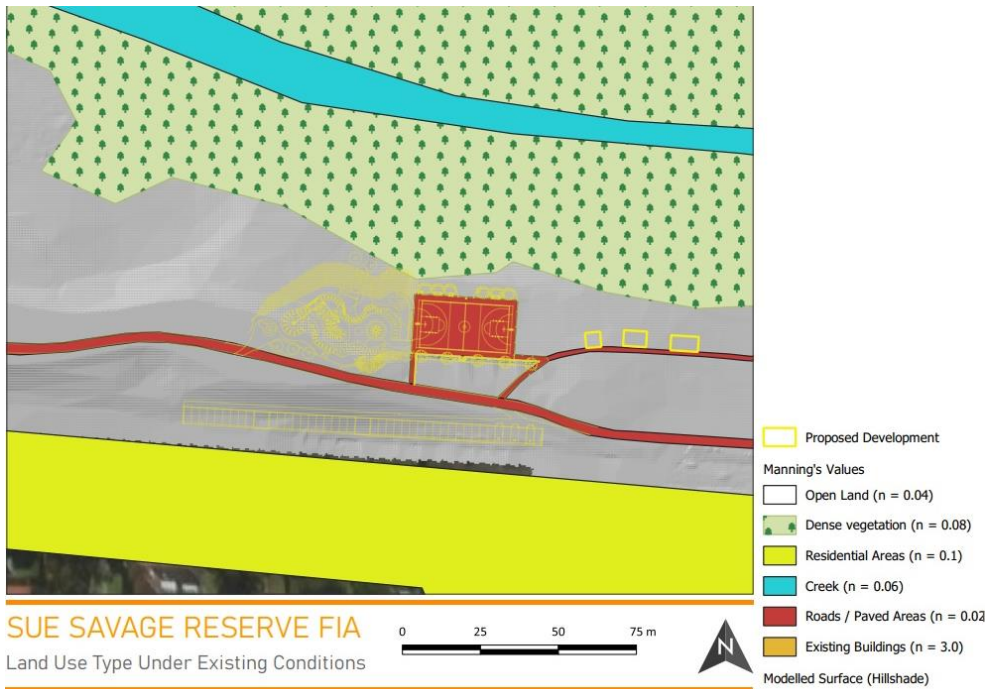 Proposed Development
Manning's Values
Open Land (n = 0.04)
Dense vegetation (n = 0.08)
Residential Areas (n = 0.1)
Creek (n = 0.06)
Roads / Paved Areas (n = 0.02
Existing Buildings (n = 3.0)
Modelled Surface (Hillshade)
SUE SAVAGE RESERVE FIA
Land Use Type Under Existing Conditions
0 25 50 75 m
N